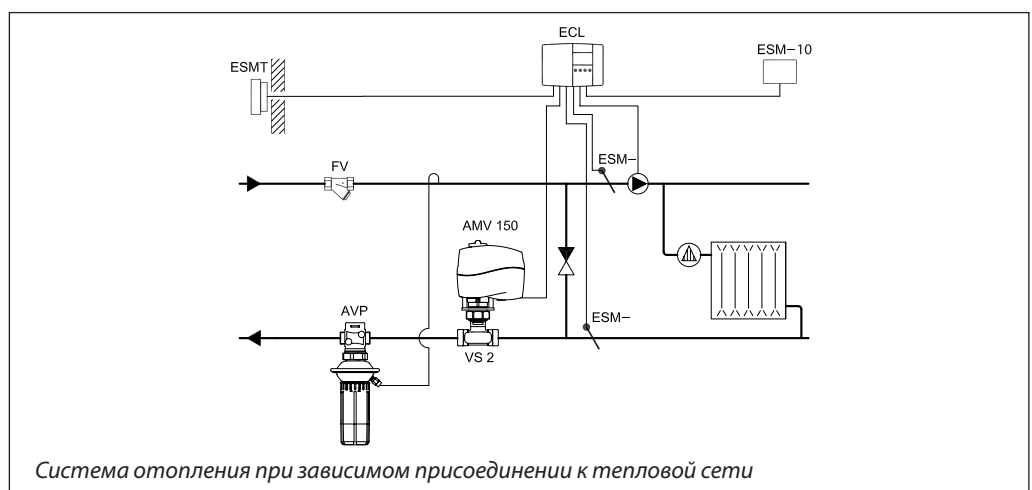 ECL
ESM-10
ESMT
ESM-
FV
AMV 150
AVP
ESM-
VS 2
Система отопления при зависимом присоединении к тепловой сети